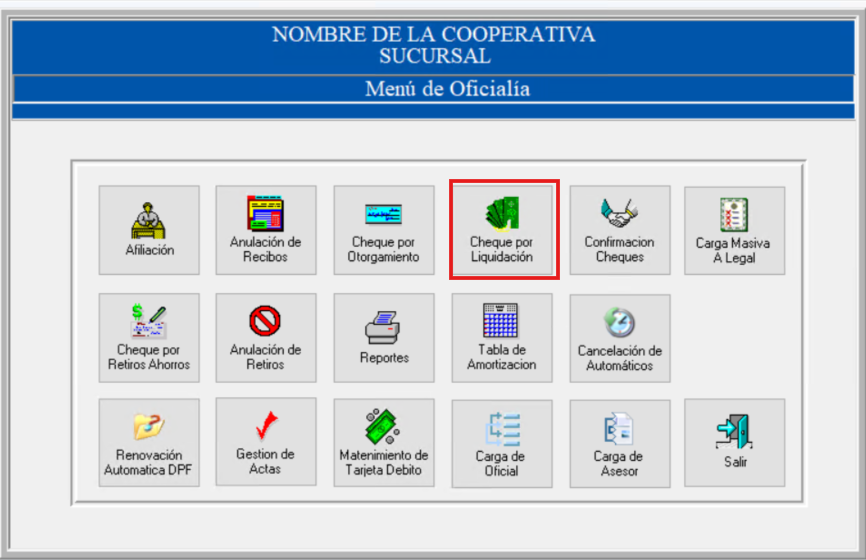 NOMBRE DE LA COOPERATIVA
SUCURSAL
Menú de Oficialía
Afiliación
Anulación de
Recibos
Cheque por
Otorgamiento
Cheque por
Liquidación
Confirmacion
Cheques
Carga Masiva
A Legal
Cheque por
Retiros Ahorros
Anulación de
Retiros
Reportes
Tabla de
Amortizacion
Cancelación de
Automáticos
Renovación
Automatica DPF
Gestion de
Actas
Matenimiento de
Tarjeta Debito
Carga de
Oficial
Carga de
Asesor
Salir